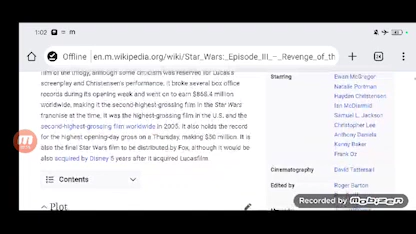 1:02
Offline en.m.wikipedia.org/wiki/Star_Wars:_Episode_III_–_Revenge_of_th
24
film of the trilogy, although some criticism was reserved for Lucas's
screenplay and Christensen's performance. It broke several box office
records during its opening week and went on to earn $868.4 million
worldwide, making it the second-highest-grossing film in the Star Wars
franchise at the time. It was the highest-grossing film in the U.S. and the
second-highest-grossing film worldwide in 2005. It also holds the record
for the highest opening-day gross on a Thursday, making $50 million. It is
also the final Star Wars film to be distributed by Fox, although it would be
also acquired by Disney 5 years after it acquired Lucasfilm
Contents
Plot
Starring
Ewan McGregor
Natalie Portman
Hayden Christensen
Ian McDiarmid
Samuel L. Jackson
Christopher Lee
Anthony Daniels
Kenny Baker
Frank Oz
Cinematography David Tattersall
Edited by Roger Barton
Recorded by mobizen